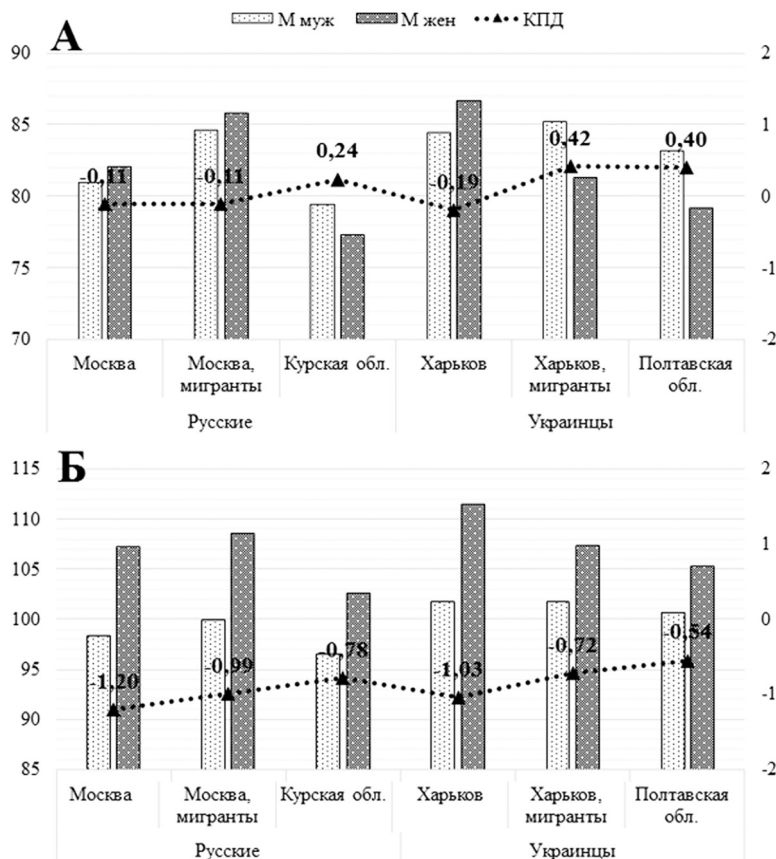 М муж М жен КПД
А
90 2
85 1
80 0
75 -1
70 -2
-0,11 -0,11 0,24 -0,19 0,42 0,40
Москва Москва, мигранты Курская обл. Харьков Харьков, мигранты Полтавская обл.
Русские Украинцы
Б
115 2
110 1
105
100 0
95
90 -1
85 -2
-1,20 -0,99 -0,78 -1,03 -0,72 -0,54
Москва Москва, мигранты Курская обл. Харьков Харьков, мигранты Полтавская обл.
Русские Украинцы